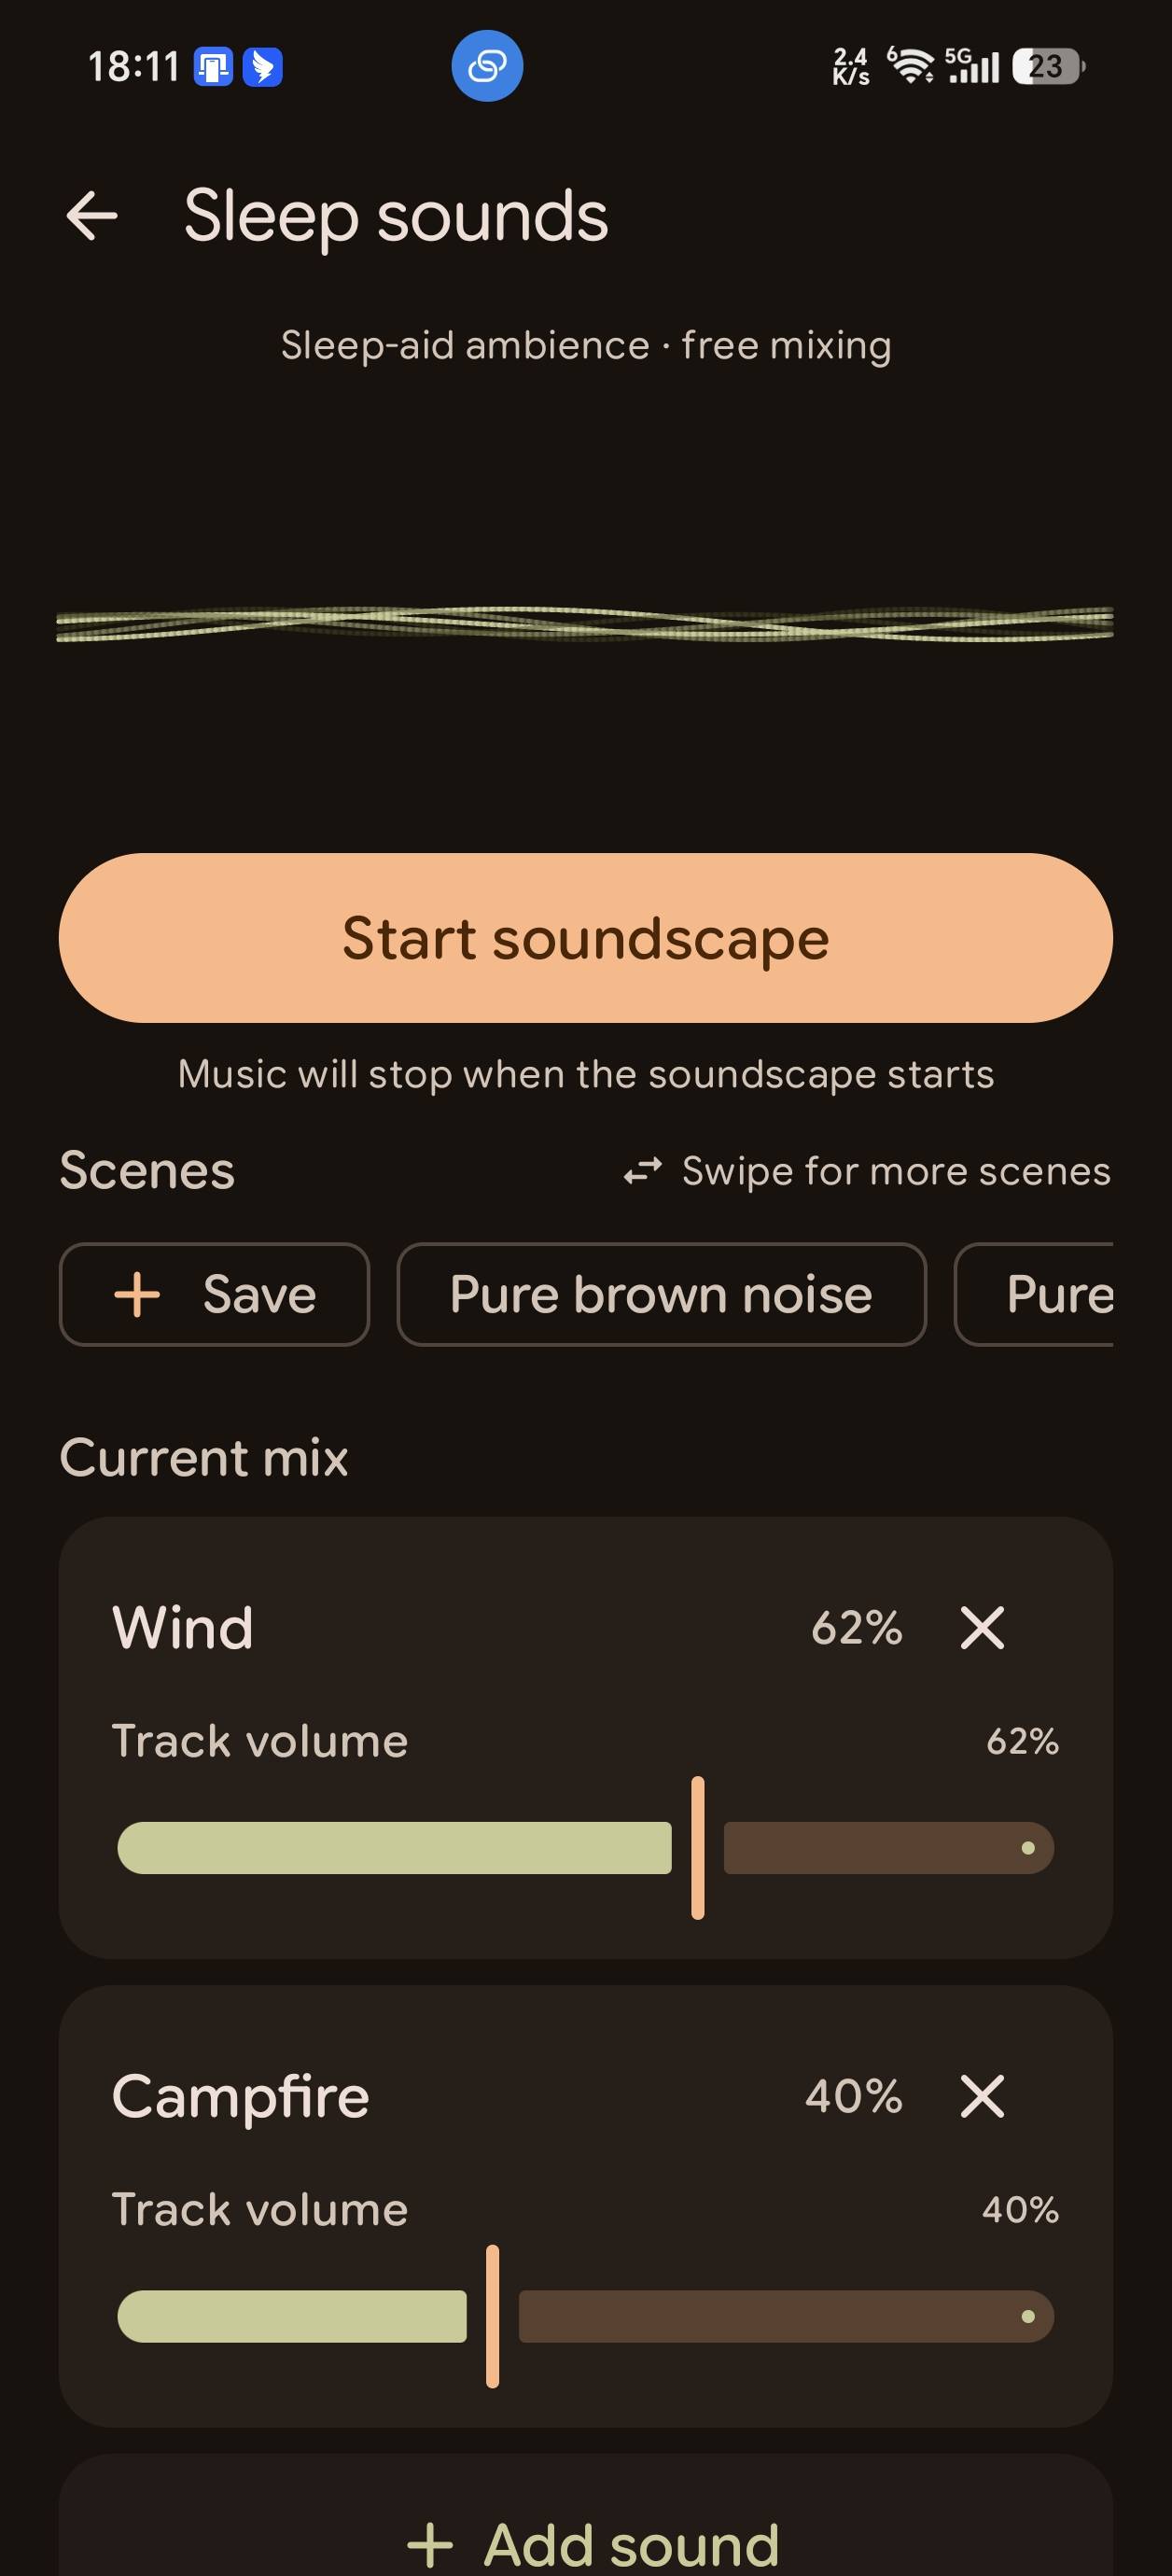 18:11
2.4 K/s 6 5G 23
Sleep sounds
Sleep-aid ambience · free mixing
Start soundscape
Music will stop when the soundscape starts
Scenes
Swipe for more scenes
Save
Pure brown noise
Pure
Current mix
Wind 62%
Track volume 62%
Campfire 40%
Track volume 40%
Add sound